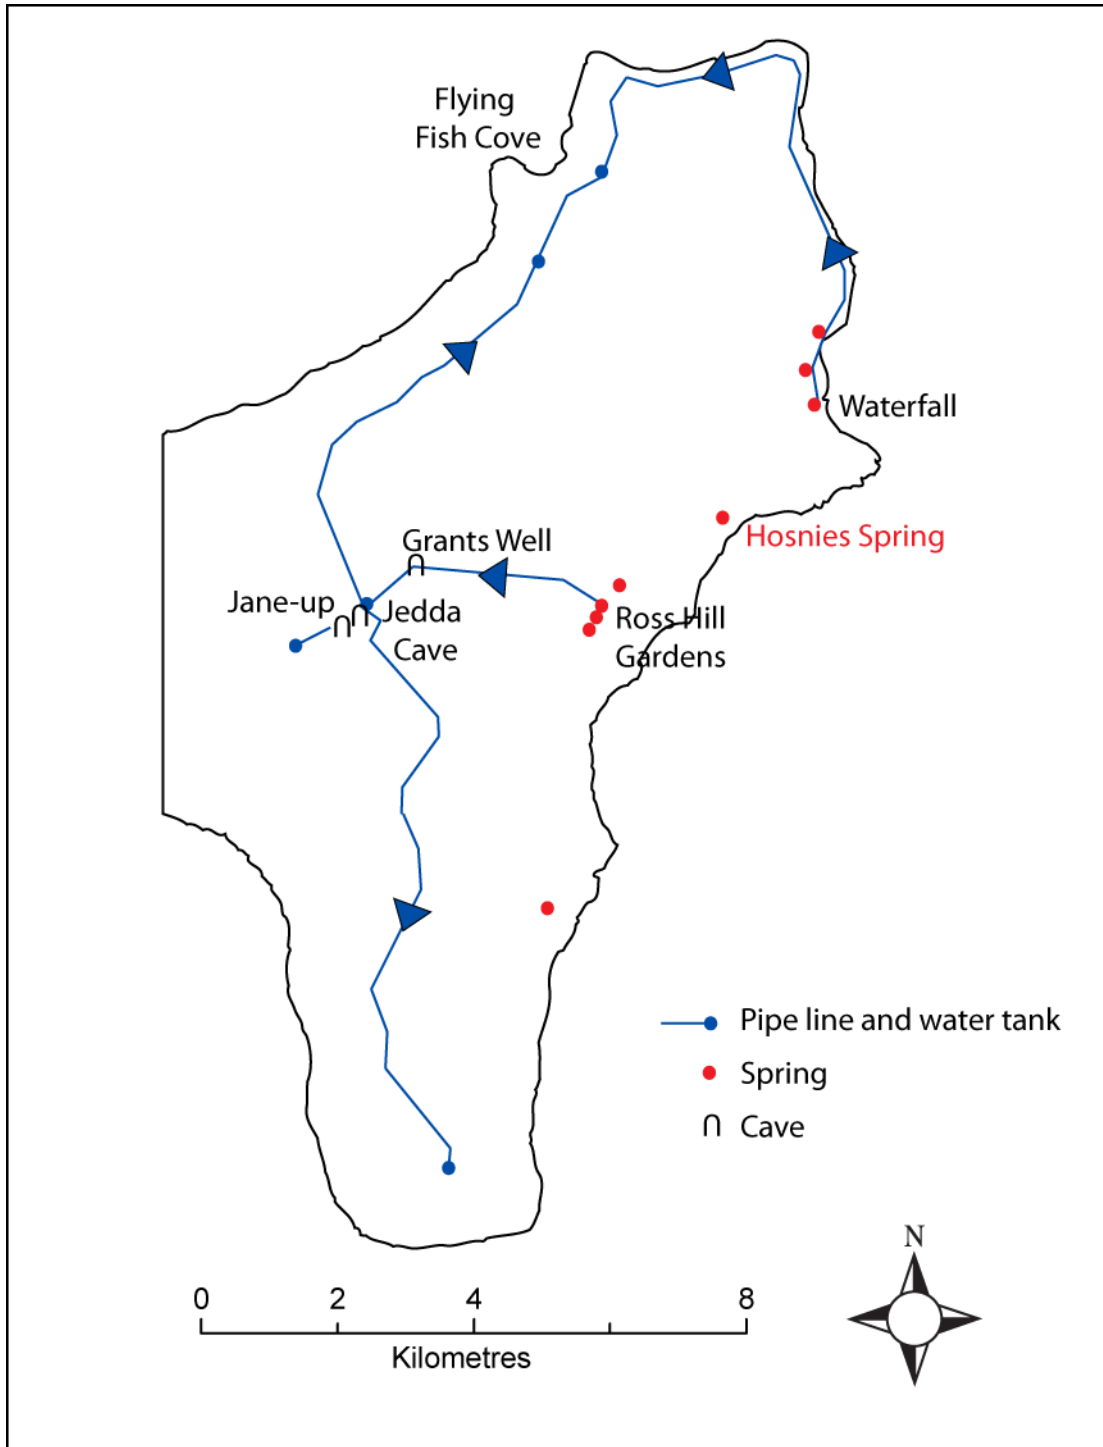 Flying
Fish Cove
Waterfall
Hosnies Spring
Grants Well
Jane-up
Jedda
Cave
Ross Hill
Gardens
Pipe line and water tank
Spring
Cave
N
0 2 4 8
Kilometres